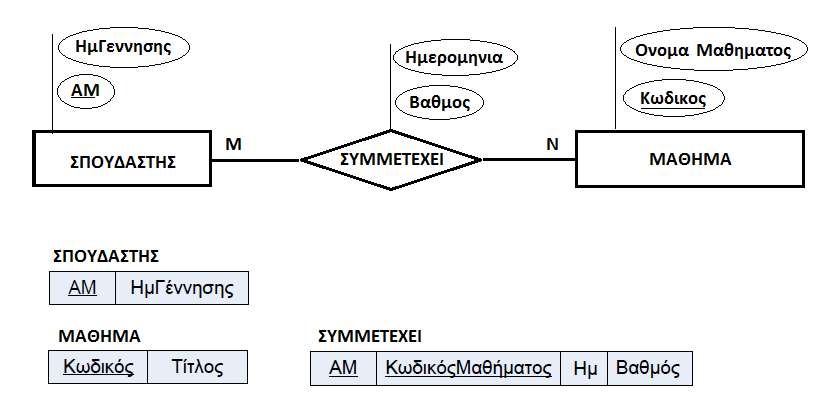 ΗμΓεννησης
ΑΜ
Ημερομηνια
Βαθμος
Ονομα Μαθηματος
Κωδικος
ΣΠΟΥΔΑΣΤΗΣ
Μ
ΣΥΜΜΕΤΕΧΕΙ
Ν
ΜΑΘΗΜΑ
ΣΠΟΥΔΑΣΤΗΣ
ΑΜ ΗμΓέννησης
ΜΑΘΗΜΑ
Κωδικός Τίτλος
ΣΥΜΜΕΤΕΧΕΙ
ΑΜ ΚωδικόςΜαθήματος Ημ Βαθμός